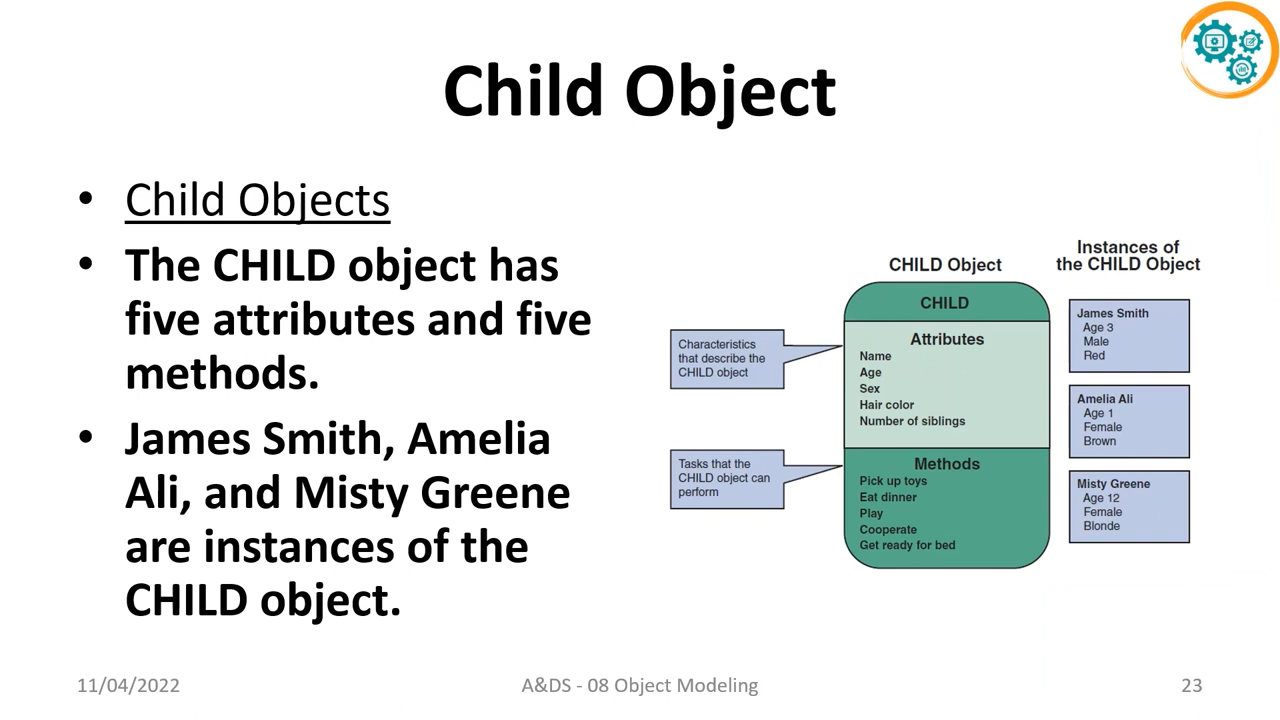 Child Object
• Child Objects
• The CHILD object has
five attributes and five
methods.
• James Smith, Amelia
Ali, and Misty Greene
are instances of the
CHILD object.
CHILD Object
Instances of
the CHILD Object
Characteristics
that describe the
CHILD object
Tasks that the
CHILD object can
perform
CHILD
Attributes
Name
Age
Sex
Hair color
Number of siblings
Methods
Pick up toys
Eat dinner
Play
Cooperate
Get ready for bed
James Smith
Age 3
Male
Red
Amelia Ali
Age 1
Female
Brown
Misty Greene
Age 12
Female
Blonde
11/04/2022
A&DS - 08 Object Modeling
23